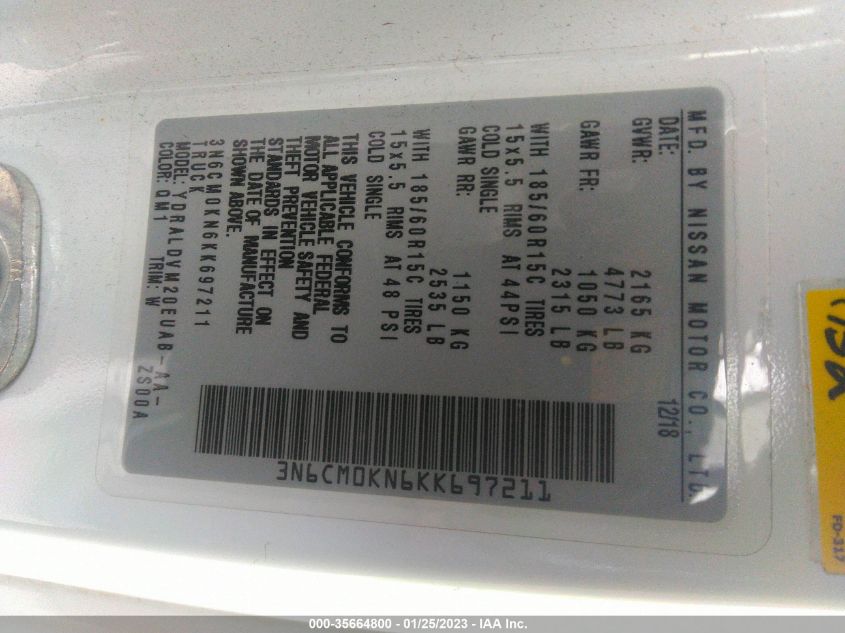 MFD. BY NISSAN MOTOR CO., LTD.
DATE: 12/18
GVWR: 2165 KG
4773 LB
GAWR FR: 1050 KG
2315 LB
WITH 185/60R15C TIRES
15x5.5 RIMS AT 44PSI
COLD SINGLE
GAWR RR: 1150 KG
2535 LB
WITH 185/60R15C TIRES
15x5.5 RIMS AT 48 PSI
COLD SINGLE
THIS VEHICLE CONFORMS TO
ALL APPLICABLE FEDERAL
MOTOR VEHICLE SAFETY AND
THEFT PREVENTION
STANDARDS IN EFFECT ON
THE DATE OF MANUFACTURE
SHOWN ABOVE.
3N6CM0KN6KK697211
TRUCK
MODEL: YDRALDVM20EUAB-AA-
ZS00A
COLOR: QM1 TRIM: W
3N6CM0KN6KK697211
FD-317
000-35664800 - 01/25/2023 - IAA Inc.